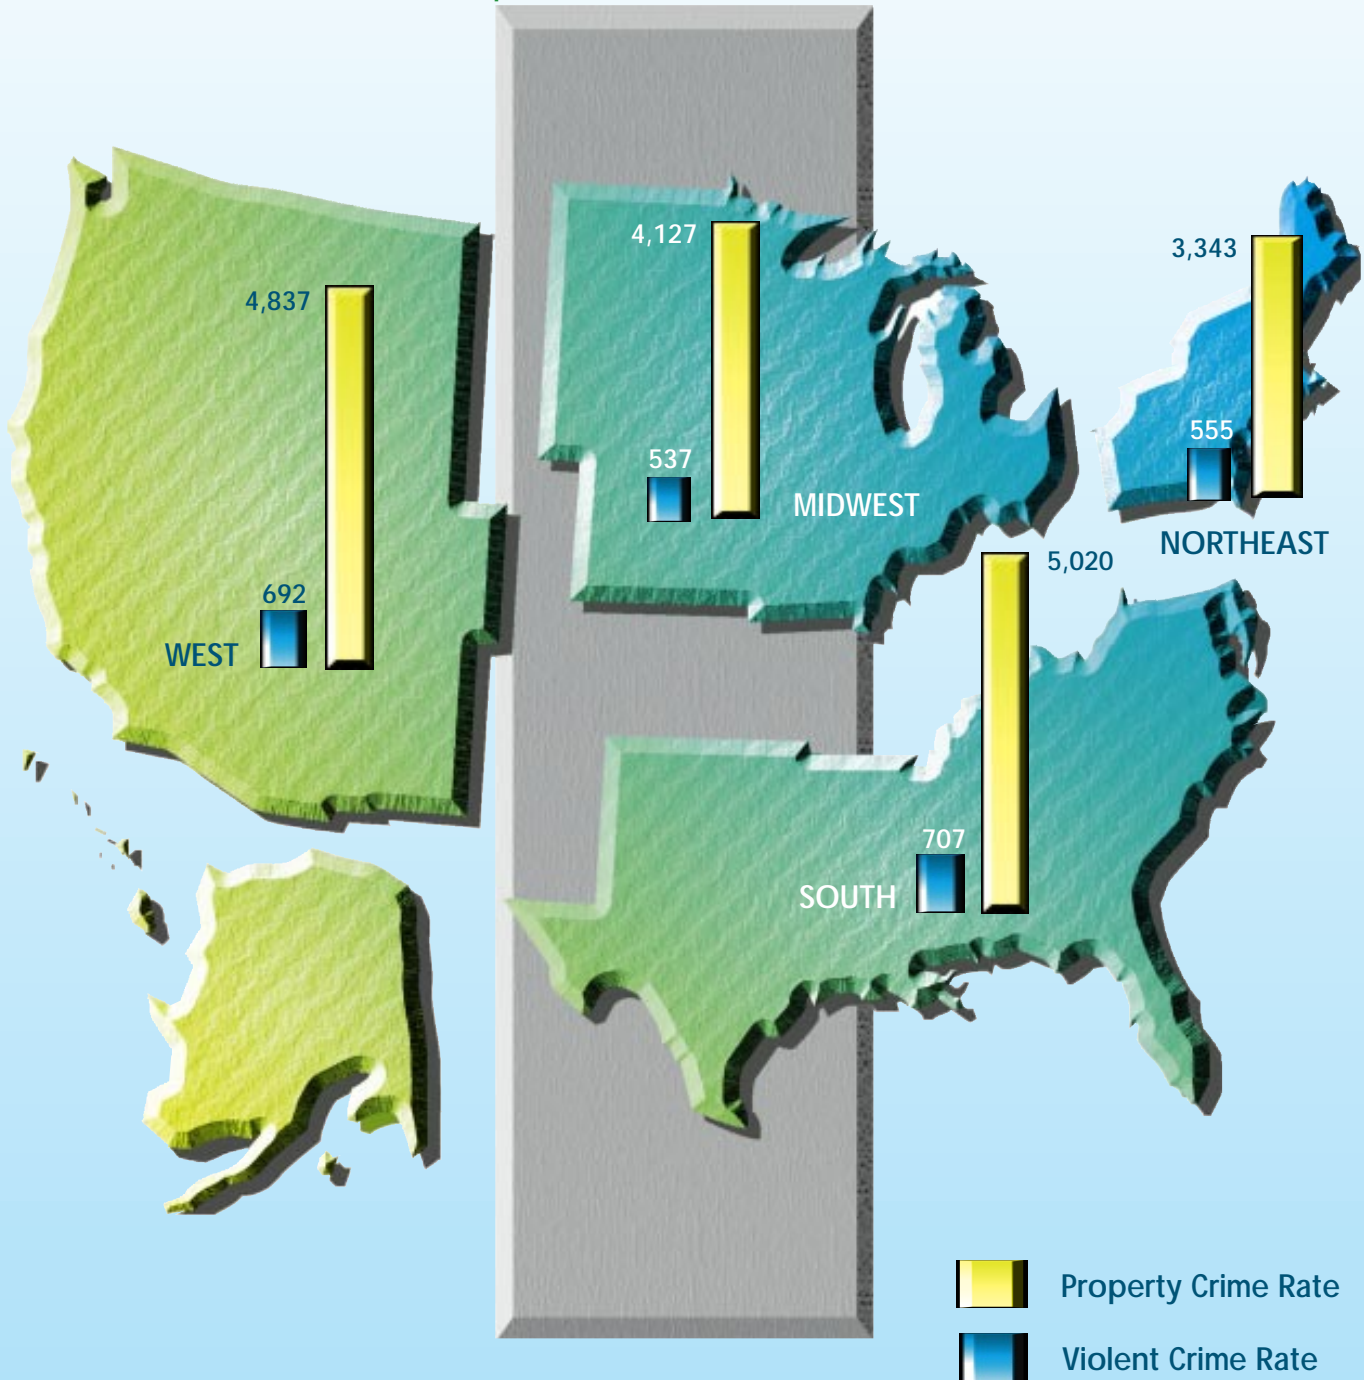 4,127
3,343
4,837
555
537
MIDWEST
NORTHEAST
5,020
692
WEST
707
SOUTH
Property Crime Rate
Violent Crime Rate